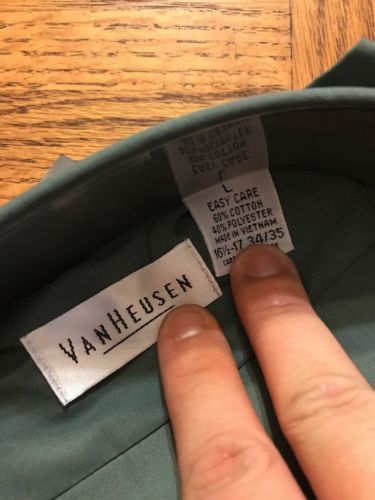 L
EASY CARE
60% COTTON
40% POLYESTER
MADE IN VIETNAM
16½-17 34/35
VANHEUSEN